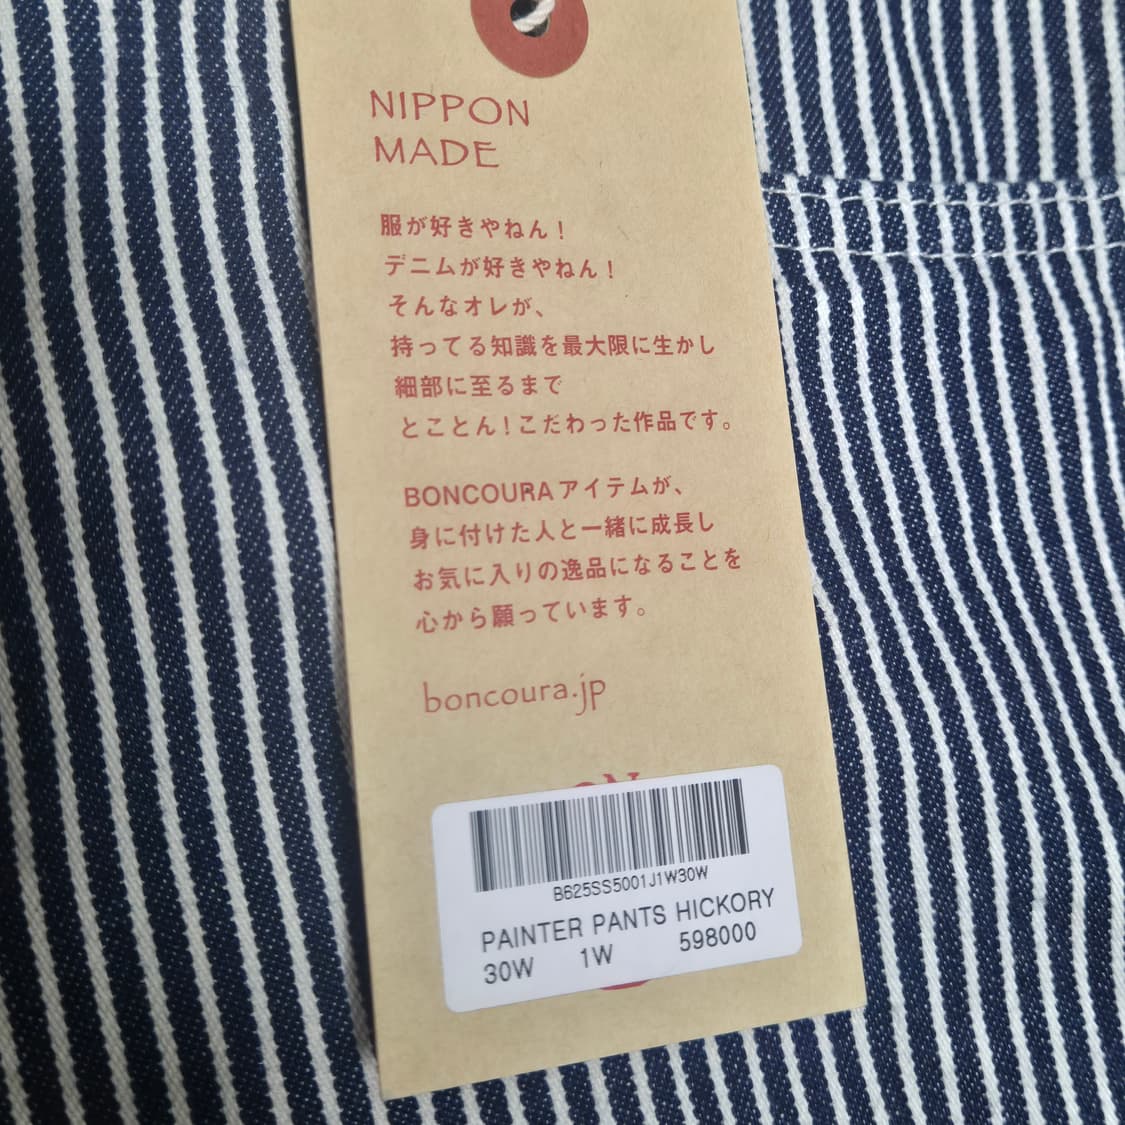 NIPPON
MADE
服が好きやねん！
デニムが好きやねん！
そんなオレが、
持ってる知識を最大限に生かし
細部に至るまで
とことん！こだわった作品です。
BONCOURAアイテムが、
身に付けた人と一緒に成長し
お気に入りの逸品になることを
心から願っています。
boncoura.jp
B625SS5001J1W30W
PAINTER PANTS HICKORY
30W 1W 598000